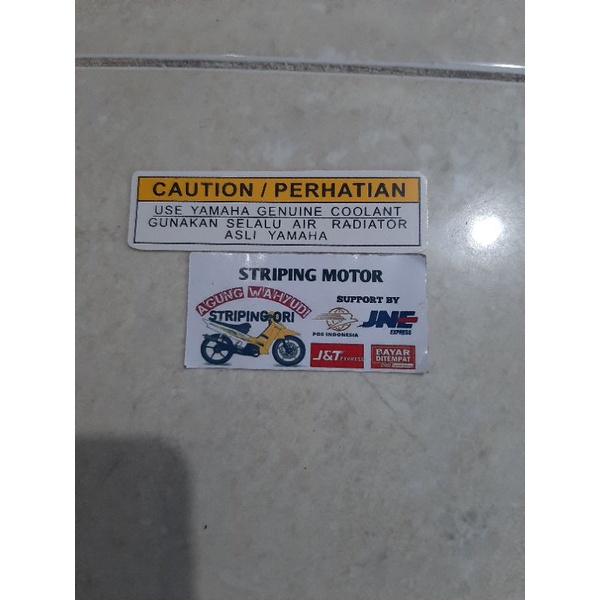 CAUTION / PERHATIAN
USE YAMAHA GENUINE COOLANT
GUNAKAN SELALU AIR RADIATOR
ASLI YAMAHA
STRIPING MOTOR
AGUNG WAHYUDI
STRIPING ORI
SUPPORT BY
POS INDONESIA
JNE
EXPRESS
J&T EXPRESS
BAYAR
DITEMPAT